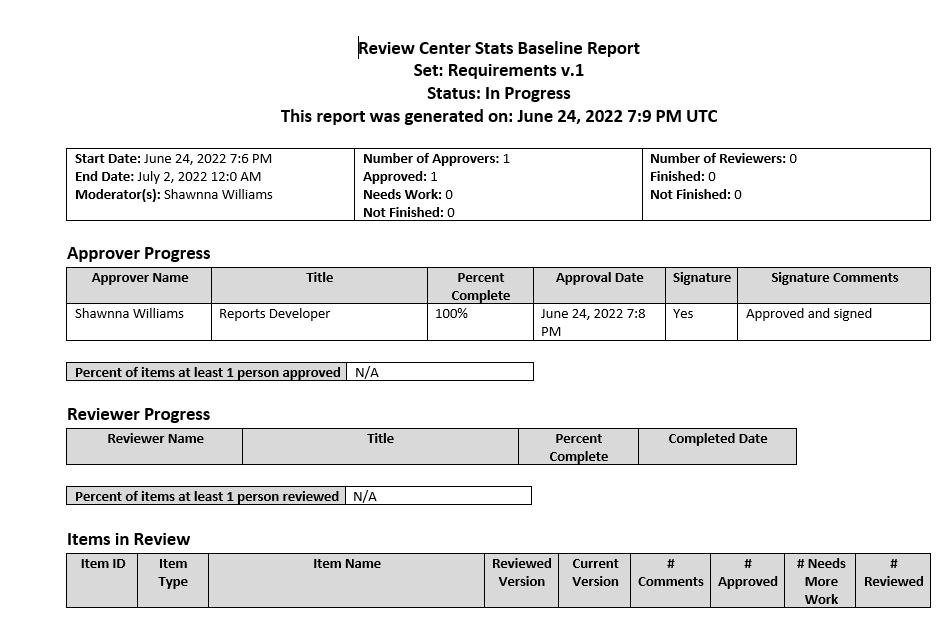 Review Center Stats Baseline Report
Set: Requirements v.1
Status: In Progress
This report was generated on: June 24, 2022 7:9 PM UTC
Start Date: June 24, 2022 7:6 PM
End Date: July 2, 2022 12:0 AM
Moderator(s): Shawnna Williams
Number of Approvers: 1
Approved: 1
Needs Work: 0
Not Finished: 0
Number of Reviewers: 0
Finished: 0
Not Finished: 0
Approver Progress
Approver Name
Title
Percent
Complete
Approval Date
Signature
Signature Comments
Shawnna Williams
Reports Developer
100%
June 24, 2022 7:8
PM
Yes
Approved and signed
Percent of items at least 1 person approved
N/A
Reviewer Progress
Reviewer Name
Title
Percent
Complete
Completed Date
Percent of items at least 1 person reviewed
N/A
Items in Review
Item ID
Item
Type
Item Name
Reviewed
Version
Current
Version
#
Comments
#
Approved
# Needs
More
Work
#
Reviewed